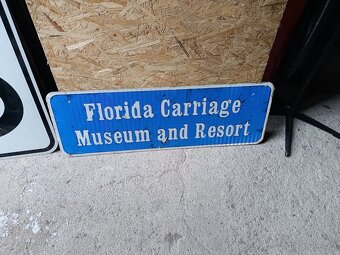 Florida Carriage
Museum and Resort